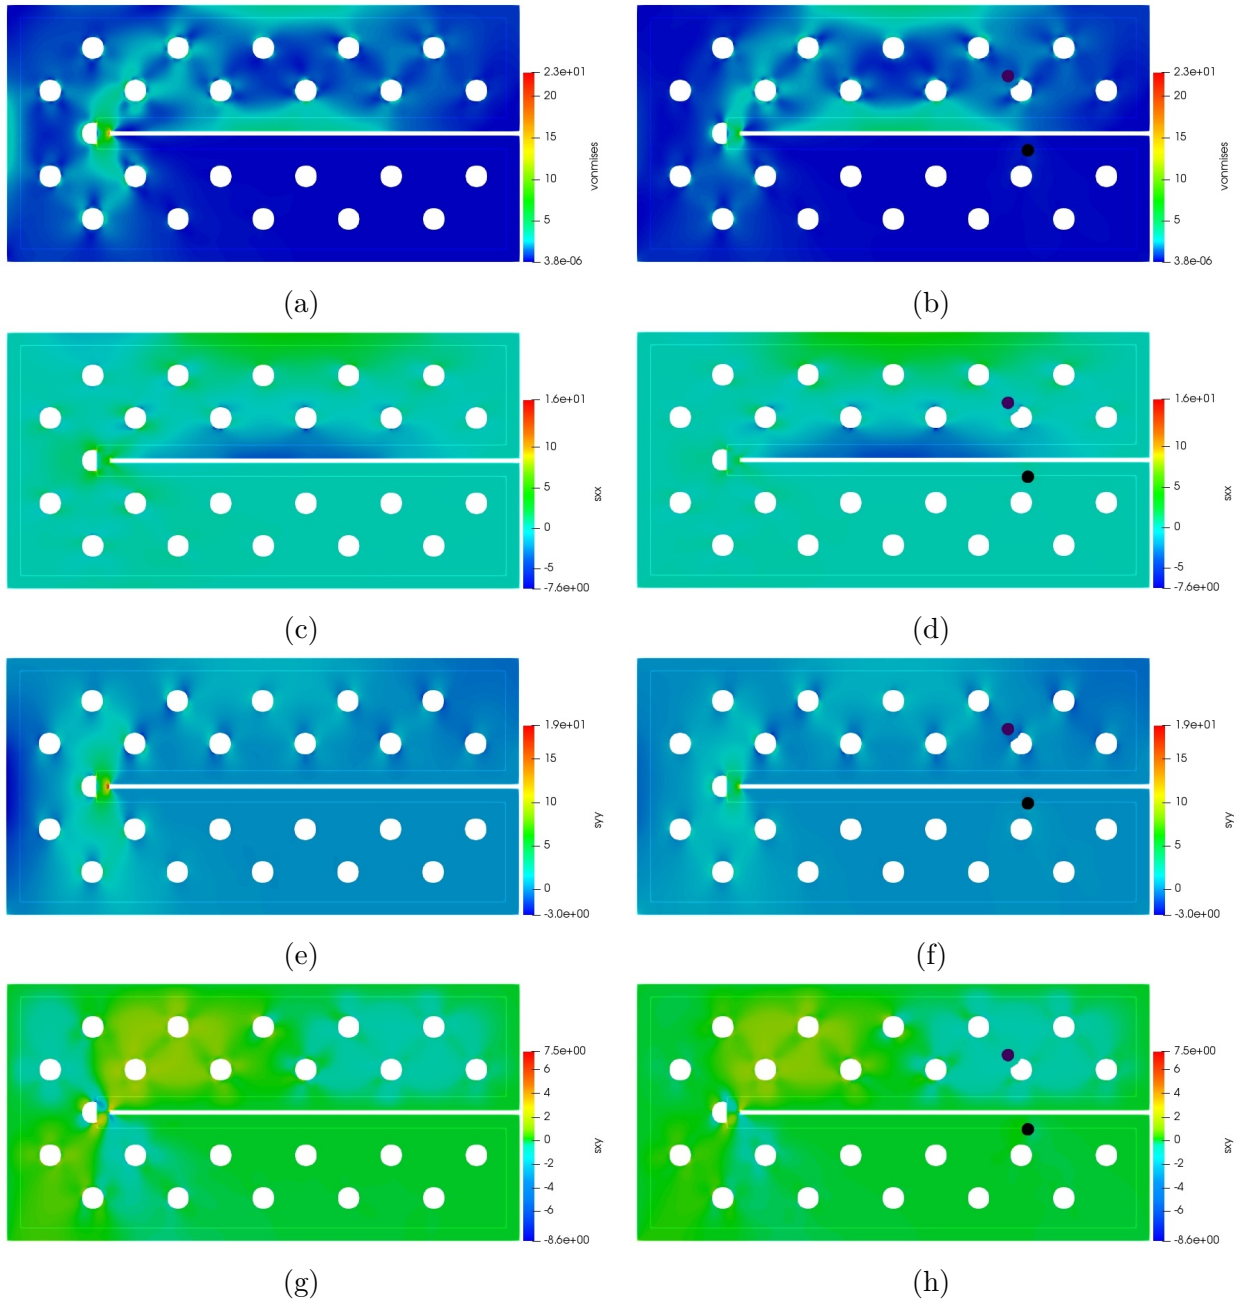 2.3e+01
20
15
10
5
3.8e-06
vonmises
2.3e+01
20
15
10
5
3.8e-06
vonmises
(a)
(b)
1.6e+01
10
5
0
-5
-7.6e+00
sxx
1.6e+01
10
5
0
-5
-7.6e+00
sxx
(c)
(d)
1.9e+01
15
10
5
0
-3.0e+00
syy
1.9e+01
15
10
5
0
-3.0e+00
syy
(e)
(f)
7.5e+00
6
4
2
0
-2
-4
-6
-8.6e+00
sxy
7.5e+00
6
4
2
0
-2
-4
-6
-8.6e+00
sxy
(g)
(h)